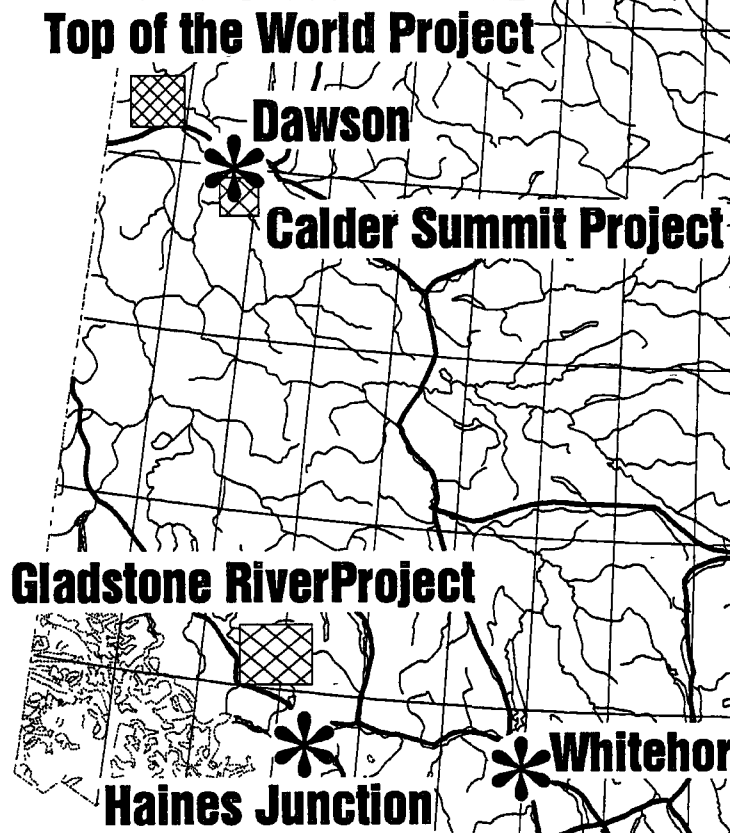 Top of the World Project
Dawson
Calder Summit Project
Gladstone RiverProject
Whitehor
Haines Junction